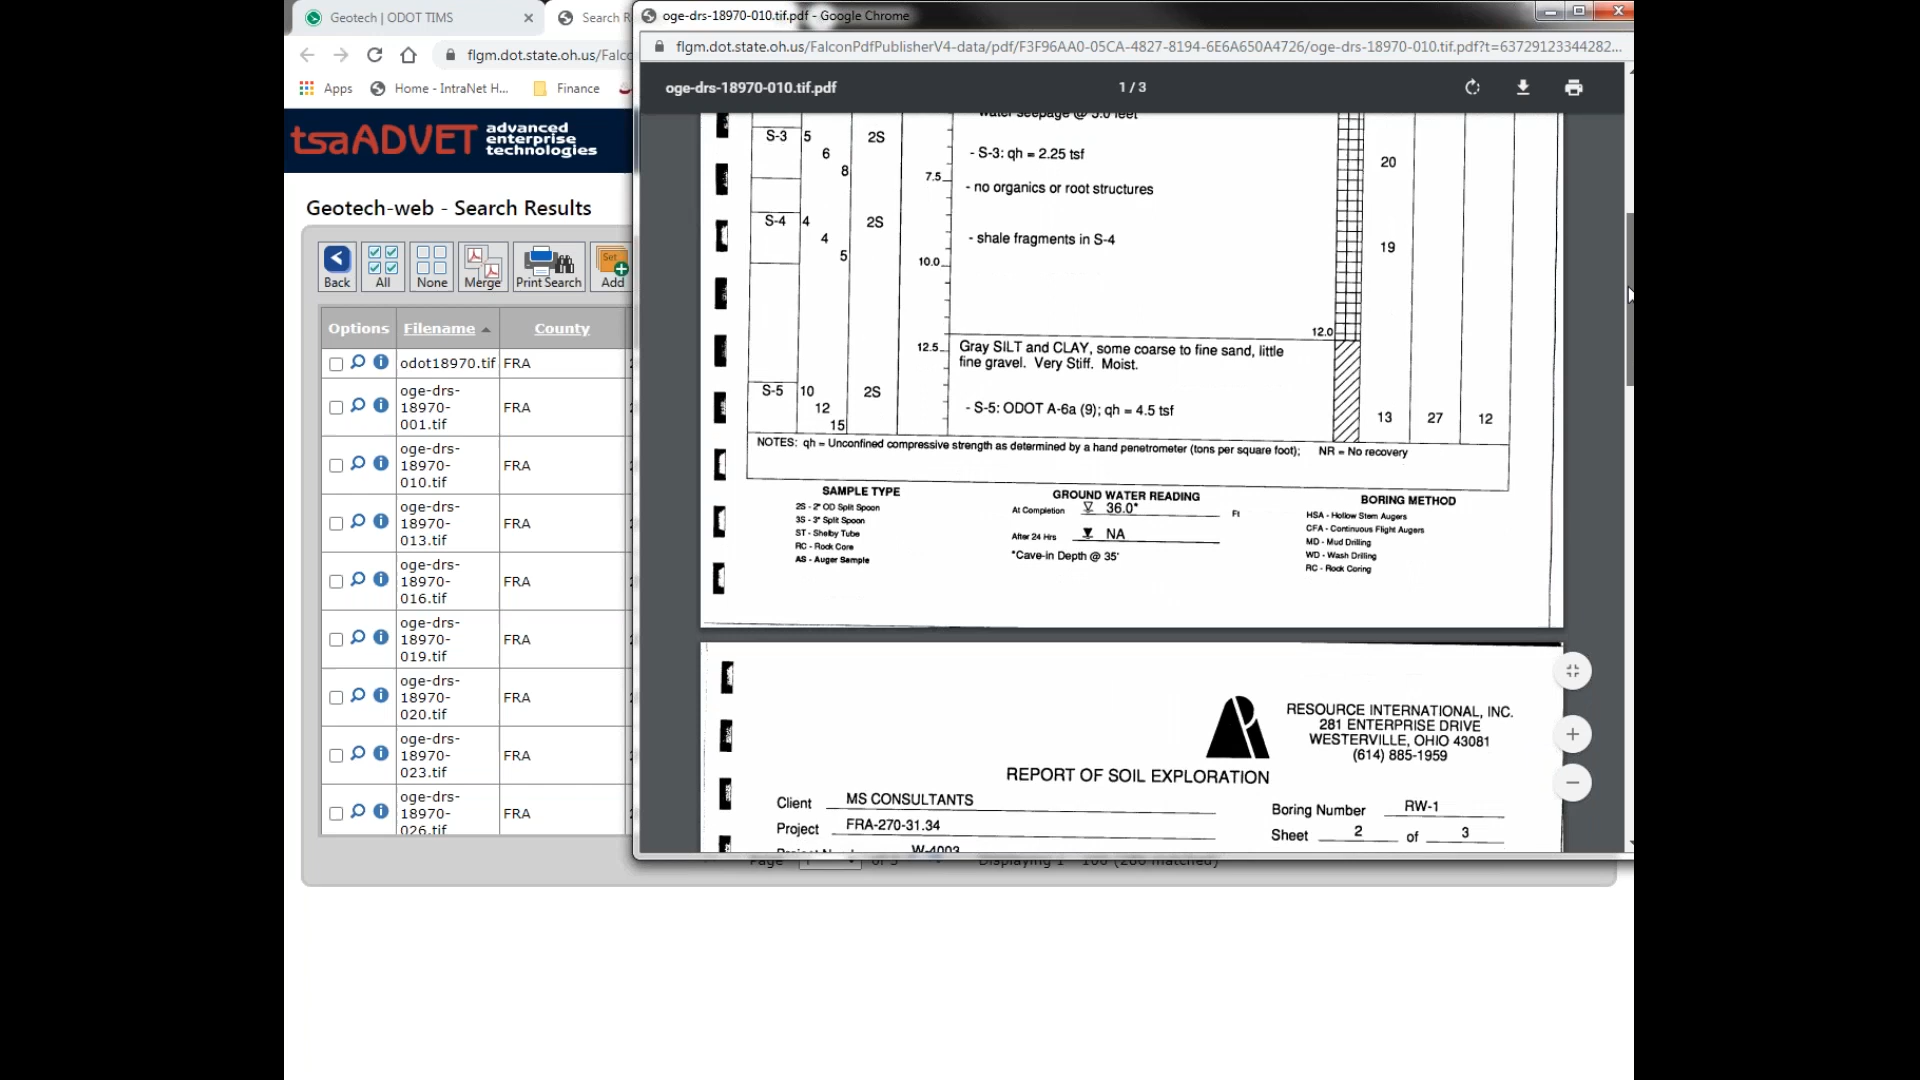 Geotech | ODOT TIMS
Search R
oge-drs-18970-010.tif.pdf - Google Chrome
flgm.dot.state.oh.us/Falco
flgm.dot.state.oh.us/FalconPdfPublisherV4-data/pdf/F3F96AA0-05CA-4827-8194-6E6A650A4726/oge-drs-18970-010.tif.pdf?t=63729123344282...
Apps
Home - IntraNet H...
Finance
oge-drs-18970-010.tif.pdf
1 / 3
tsaADVET advanced
enterprise
technologies
Geotech-web - Search Results
Back
All
None
Merge
Print Search
Set
Add
Options Filename County
odot18970.tif FRA
oge-drs-
18970-
001.tif
FRA
oge-drs-
18970-
010.tif
FRA
oge-drs-
18970-
013.tif
FRA
oge-drs-
18970-
016.tif
FRA
oge-drs-
18970-
019.tif
FRA
oge-drs-
18970-
020.tif
FRA
oge-drs-
18970-
023.tif
FRA
oge-drs-
18970-
026.tif
FRA
water seepage @ 5.0 feet
S-3 5 2S
6
8
- S-3: qh = 2.25 tsf
20
7.5
- no organics or root structures
S-4 4 2S
4
5
- shale fragments in S-4
19
10.0
12.0
12.5
Gray SILT and CLAY, some coarse to fine sand, little
fine gravel. Very Stiff. Moist.
S-5 10 2S
12
15
- S-5: ODOT A-6a (9); qh = 4.5 tsf
13 27 12
NOTES: qh = Unconfined compressive strength as determined by a hand penetrometer (tons per square foot); NR = No recovery
SAMPLE TYPE
2S - 2" OD Split Spoon
3S - 3" Split Spoon
ST - Shelby Tube
RC - Rock Core
AS - Auger Sample
GROUND WATER READING
At Completion 36.0* Ft
After 24 Hrs NA
*Cave-in Depth @ 35'
BORING METHOD
HSA - Hollow Stem Augers
CFA - Continuous Flight Augers
MD - Mud Drilling
WD - Wash Drilling
RC - Rock Coring
RESOURCE INTERNATIONAL, INC.
281 ENTERPRISE DRIVE
WESTERVILLE, OHIO 43081
(614) 885-1959
REPORT OF SOIL EXPLORATION
Client MS CONSULTANTS
Boring Number RW-1
Project FRA-270-31.34
Sheet 2 of 3
W-4003